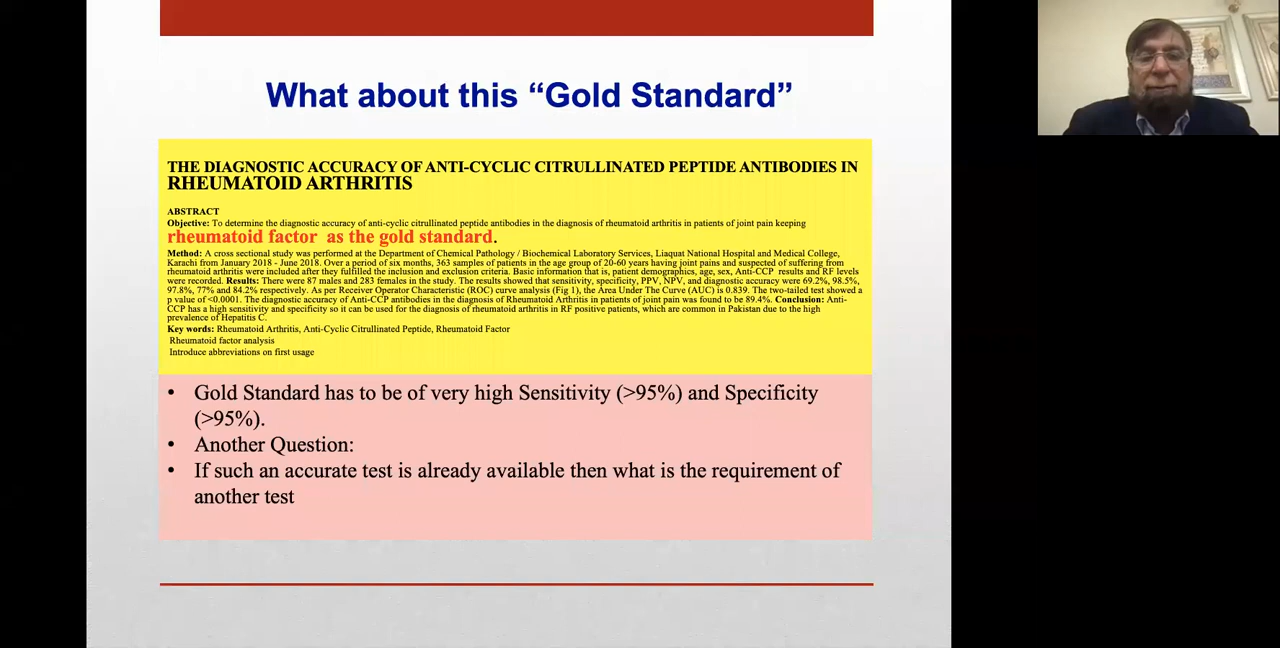 What about this “Gold Standard”
THE DIAGNOSTIC ACCURACY OF ANTI-CYCLIC CITRULLINATED PEPTIDE ANTIBODIES IN
RHEUMATOID ARTHRITIS
ABSTRACT
Objective: To determine the diagnostic accuracy of anti-cyclic citrullinated peptide antibodies in the diagnosis of rheumatoid arthritis in patients of joint pain keeping
rheumatoid factor as the gold standard.
Method: A cross sectional study was performed at the Department of Chemical Pathology / Biochemical Laboratory Services, Liaquat National Hospital and Medical College,
Karachi from January 2018 - June 2018. Over a period of six months, 363 samples of patients in the age group of 20-60 years having joint pains and suspected of suffering from
rheumatoid arthritis were included after they fulfilled the inclusion and exclusion criteria. Basic information that is, patient demographics, age, sex, Anti-CCP results and RF levels
were recorded. Results: There were 87 males and 283 females in the study. The results showed that sensitivity, specificity, PPV, NPV, and diagnostic accuracy were 69.2%, 98.5%,
97.8%, 77% and 84.2% respectively. As per Receiver Operator Characteristic (ROC) curve analysis (Fig 1), the Area Under The Curve (AUC) is 0.839. The two-tailed test showed a
p value of <0.0001. The diagnostic accuracy of Anti-CCP antibodies in the diagnosis of Rheumatoid Arthritis in patients of joint pain was found to be 89.4%. Conclusion: Anti-
CCP has a high sensitivity and specificity so it can be used for the diagnosis of rheumatoid arthritis in RF positive patients, which are common in Pakistan due to the high
prevalence of Hepatitis C.
Key words: Rheumatoid Arthritis, Anti-Cyclic Citrullinated Peptide, Rheumatoid Factor
Rheumatoid factor analysis
Introduce abbreviations on first usage
• Gold Standard has to be of very high Sensitivity (>95%) and Specificity
(>95%).
• Another Question:
• If such an accurate test is already available then what is the requirement of
another test